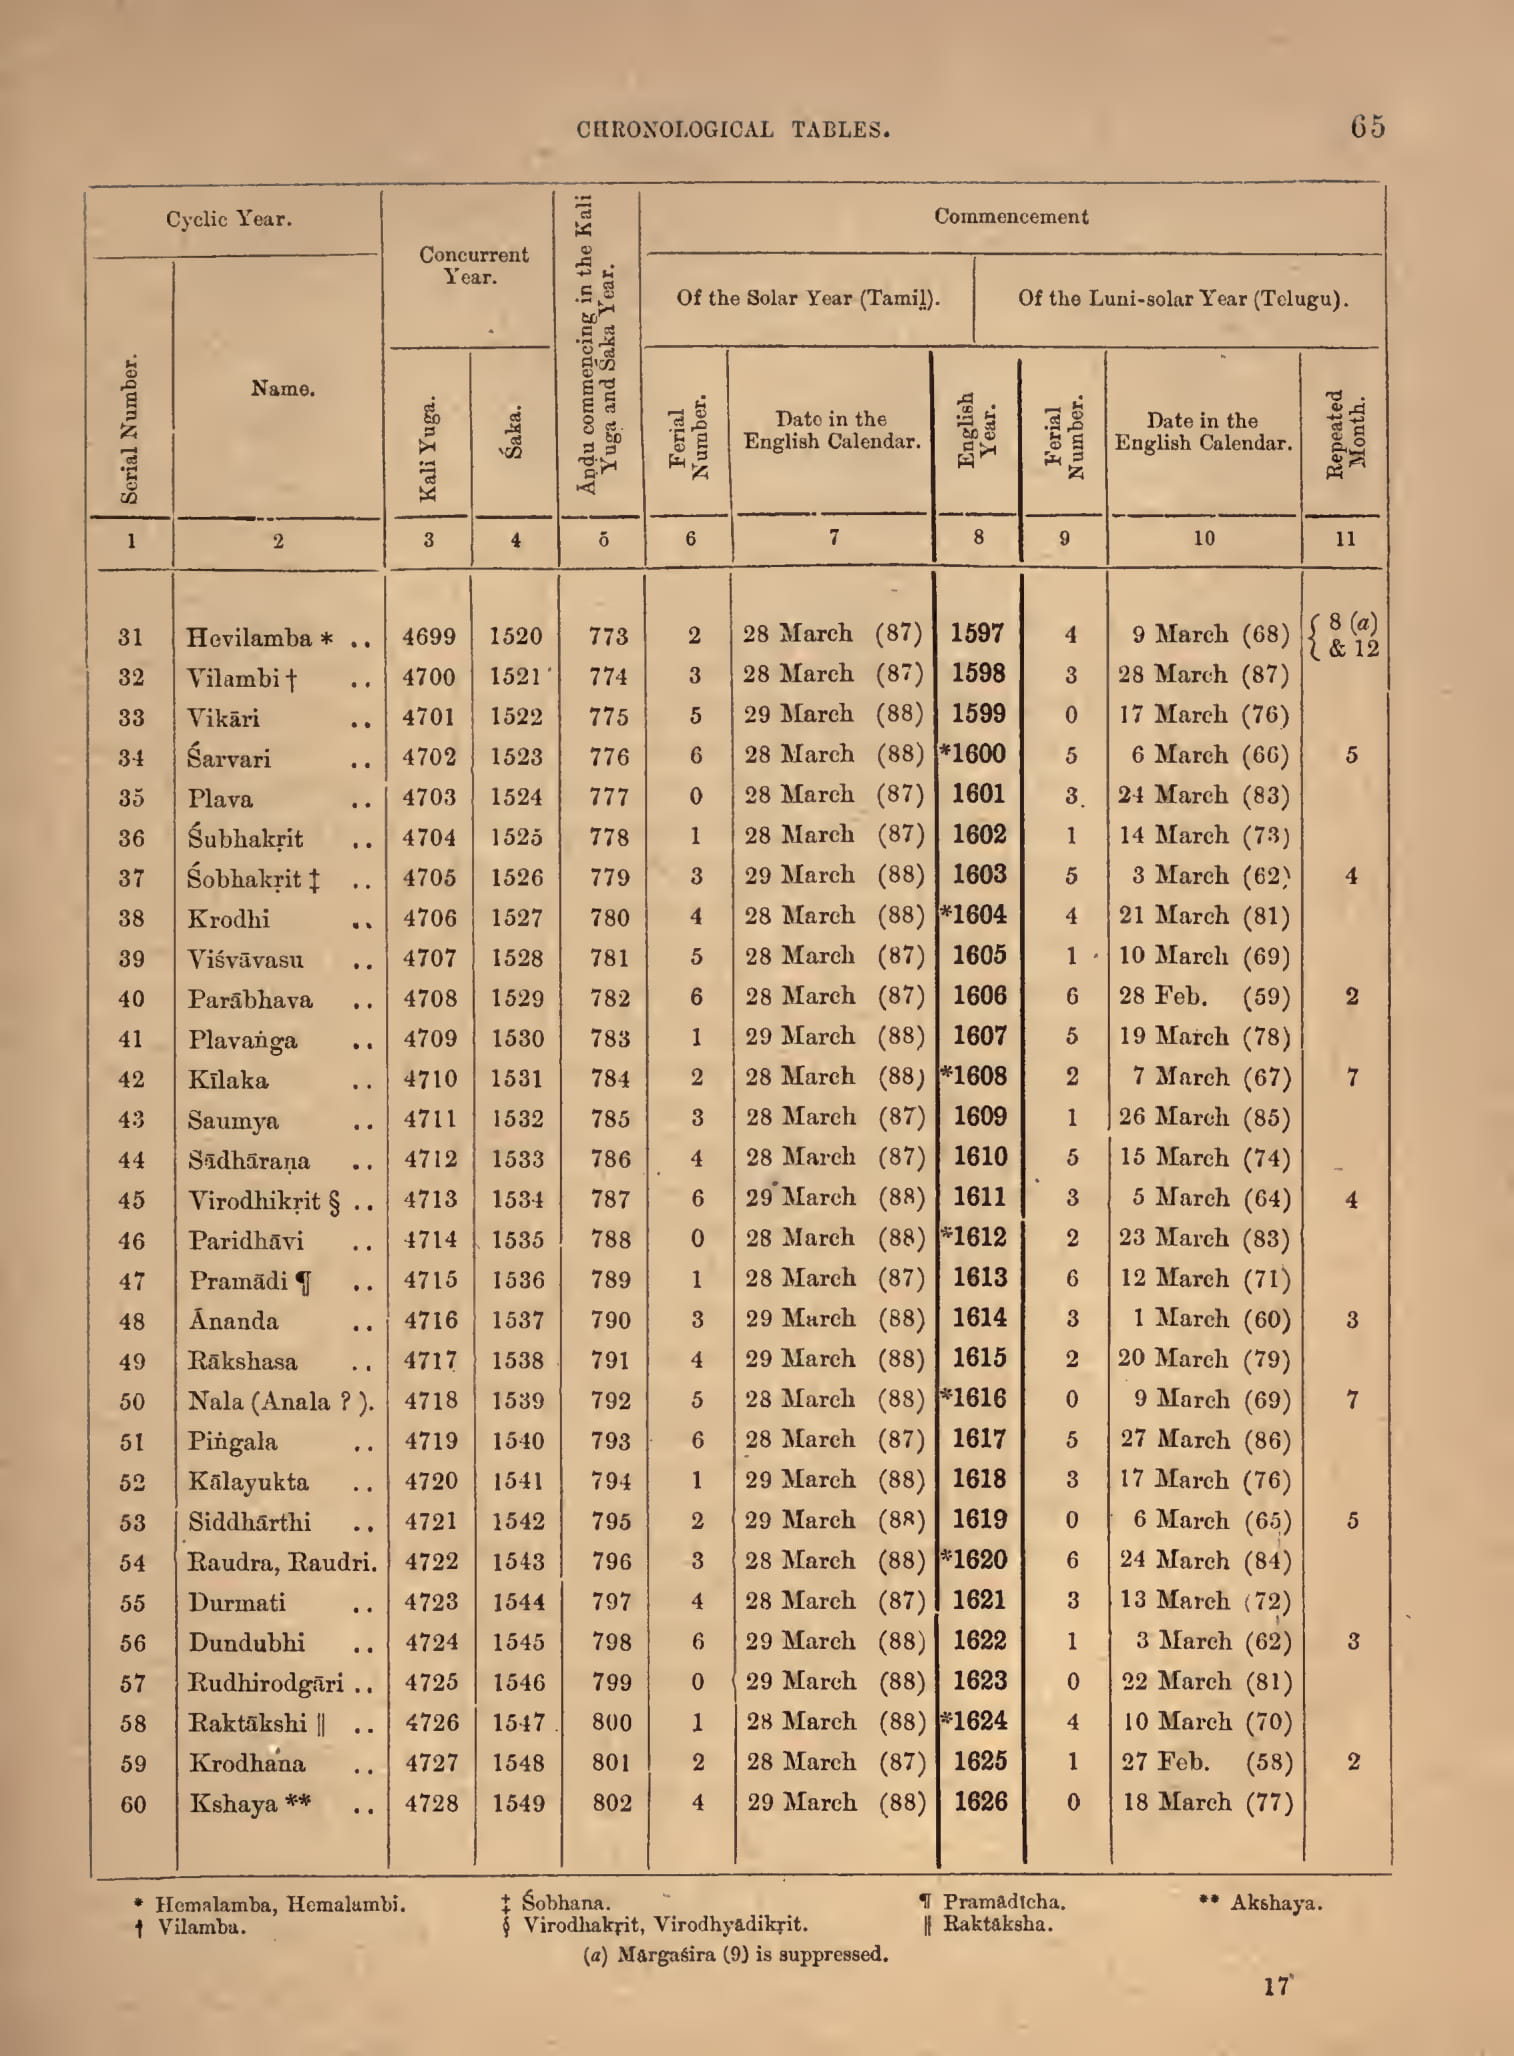 CHRONOLOGICAL TABLES. 65
Cyclic Year.
Concurrent Year.
Āṇḍu commencing in the Kali Yuga and Śaka Year.
Commencement
Of the Solar Year (Tamiḻ).
Of the Luni-solar Year (Telugu).
Serial Number.
Name.
Kali Yuga.
Śaka.
Ferial Number.
Date in the English Calendar.
English Year.
Ferial Number.
Date in the English Calendar.
Repeated Month.
1 2 3 4 5 6 7 8 9 10 11
31 Hevilamba * .. 4699 1520 773 2 28 March (87) 1597 4 9 March (68) { 8 (a) & 12
32 Vilambi † .. 4700 1521 774 3 28 March (87) 1598 3 28 March (87)
33 Vikāri .. 4701 1522 775 5 29 March (88) 1599 0 17 March (76)
34 Śarvari .. 4702 1523 776 6 28 March (88) *1600 5 6 March (66) 5
35 Plava .. 4703 1524 777 0 28 March (87) 1601 3 24 March (83)
36 Śubhakṛit .. 4704 1525 778 1 28 March (87) 1602 1 14 March (73)
37 Śobhakṛit ‡ .. 4705 1526 779 3 29 March (88) 1603 5 3 March (62) 4
38 Krodhi .. 4706 1527 780 4 28 March (88) *1604 4 21 March (81)
39 Viśvāvasu .. 4707 1528 781 5 28 March (87) 1605 1 10 March (69)
40 Parābhava .. 4708 1529 782 6 28 March (87) 1606 6 28 Feb. (59) 2
41 Plavaṅga .. 4709 1530 783 1 29 March (88) 1607 5 19 March (78)
42 Kīlaka .. 4710 1531 784 2 28 March (88) *1608 2 7 March (67) 7
43 Saumya .. 4711 1532 785 3 28 March (87) 1609 1 26 March (85)
44 Sādhāraṇa .. 4712 1533 786 4 28 March (87) 1610 5 15 March (74)
45 Virodhikṛit § .. 4713 1534 787 6 29 March (88) 1611 3 5 March (64) 4
46 Paridhāvi .. 4714 1535 788 0 28 March (88) *1612 2 23 March (83)
47 Pramādi ¶ .. 4715 1536 789 1 28 March (87) 1613 6 12 March (71)
48 Ānanda .. 4716 1537 790 3 29 March (88) 1614 3 1 March (60) 3
49 Rākshasa .. 4717 1538 791 4 29 March (88) 1615 2 20 March (79)
50 Nala (Anala ? ). 4718 1539 792 5 28 March (88) *1616 0 9 March (69) 7
51 Piṅgala .. 4719 1540 793 6 28 March (87) 1617 5 27 March (86)
52 Kālayukta .. 4720 1541 794 1 29 March (88) 1618 3 17 March (76)
53 Siddhārthi .. 4721 1542 795 2 29 March (88) 1619 0 6 March (65) 5
54 Raudra, Raudri. 4722 1543 796 3 28 March (88) *1620 6 24 March (84)
55 Durmati .. 4723 1544 797 4 28 March (87) 1621 3 13 March (72)
56 Dundubhi .. 4724 1545 798 6 29 March (88) 1622 1 3 March (62) 3
57 Rudhirodgāri .. 4725 1546 799 0 29 March (88) 1623 0 22 March (81)
58 Raktākshi ‖ .. 4726 1547 800 1 28 March (88) *1624 4 10 March (70)
59 Krodhana .. 4727 1548 801 2 28 March (87) 1625 1 27 Feb. (58) 2
60 Kshaya ** .. 4728 1549 802 4 29 March (88) 1626 0 18 March (77)
* Hemalamba, Hemalambi. ‡ Śobhana. ¶ Pramādīcha. ** Akshaya.
† Vilamba. § Virodhakṛit, Virodhyādikṛit. ‖ Raktāksha.
(a) Mārgaśira (9) is suppressed.
17